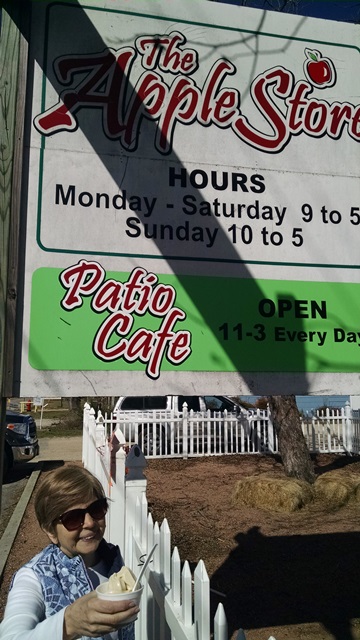 The
Apple Store
HOURS
Monday - Saturday 9 to 5
Sunday 10 to 5
Patio
Cafe
OPEN
11-3 Every Day